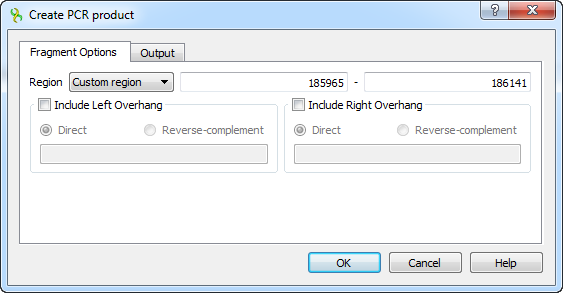 Create PCR product
Fragment Options Output
Region Custom region 185965 - 186141
Include Left Overhang Include Right Overhang
Direct Reverse-complement Direct Reverse-complement
OK Cancel Help